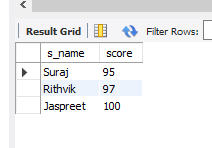 Result Grid Filter Rows:
s_name score
Suraj 95
Rithvik 97
Jaspreet 100